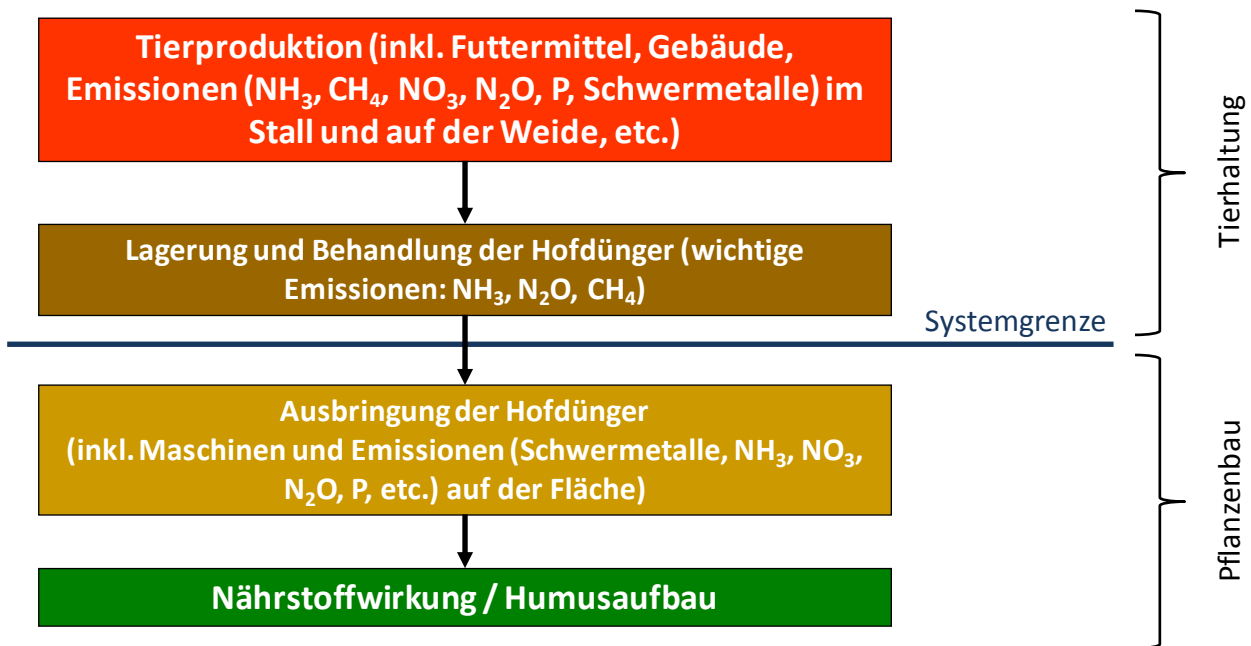 Tierproduktion (inkl. Futtermittel, Gebäude,
Emissionen (NH₃, CH₄, NO₃, N₂O, P, Schwermetalle) im
Stall und auf der Weide, etc.)
Tierhaltung
Lagerung und Behandlung der Hofdünger (wichtige
Emissionen: NH₃, N₂O, CH₄)
Systemgrenze
Ausbringung der Hofdünger
(inkl. Maschinen und Emissionen (Schwermetalle, NH₃, NO₃,
N₂O, P, etc.) auf der Fläche)
Pflanzenbau
Nährstoffwirkung / Humusaufbau